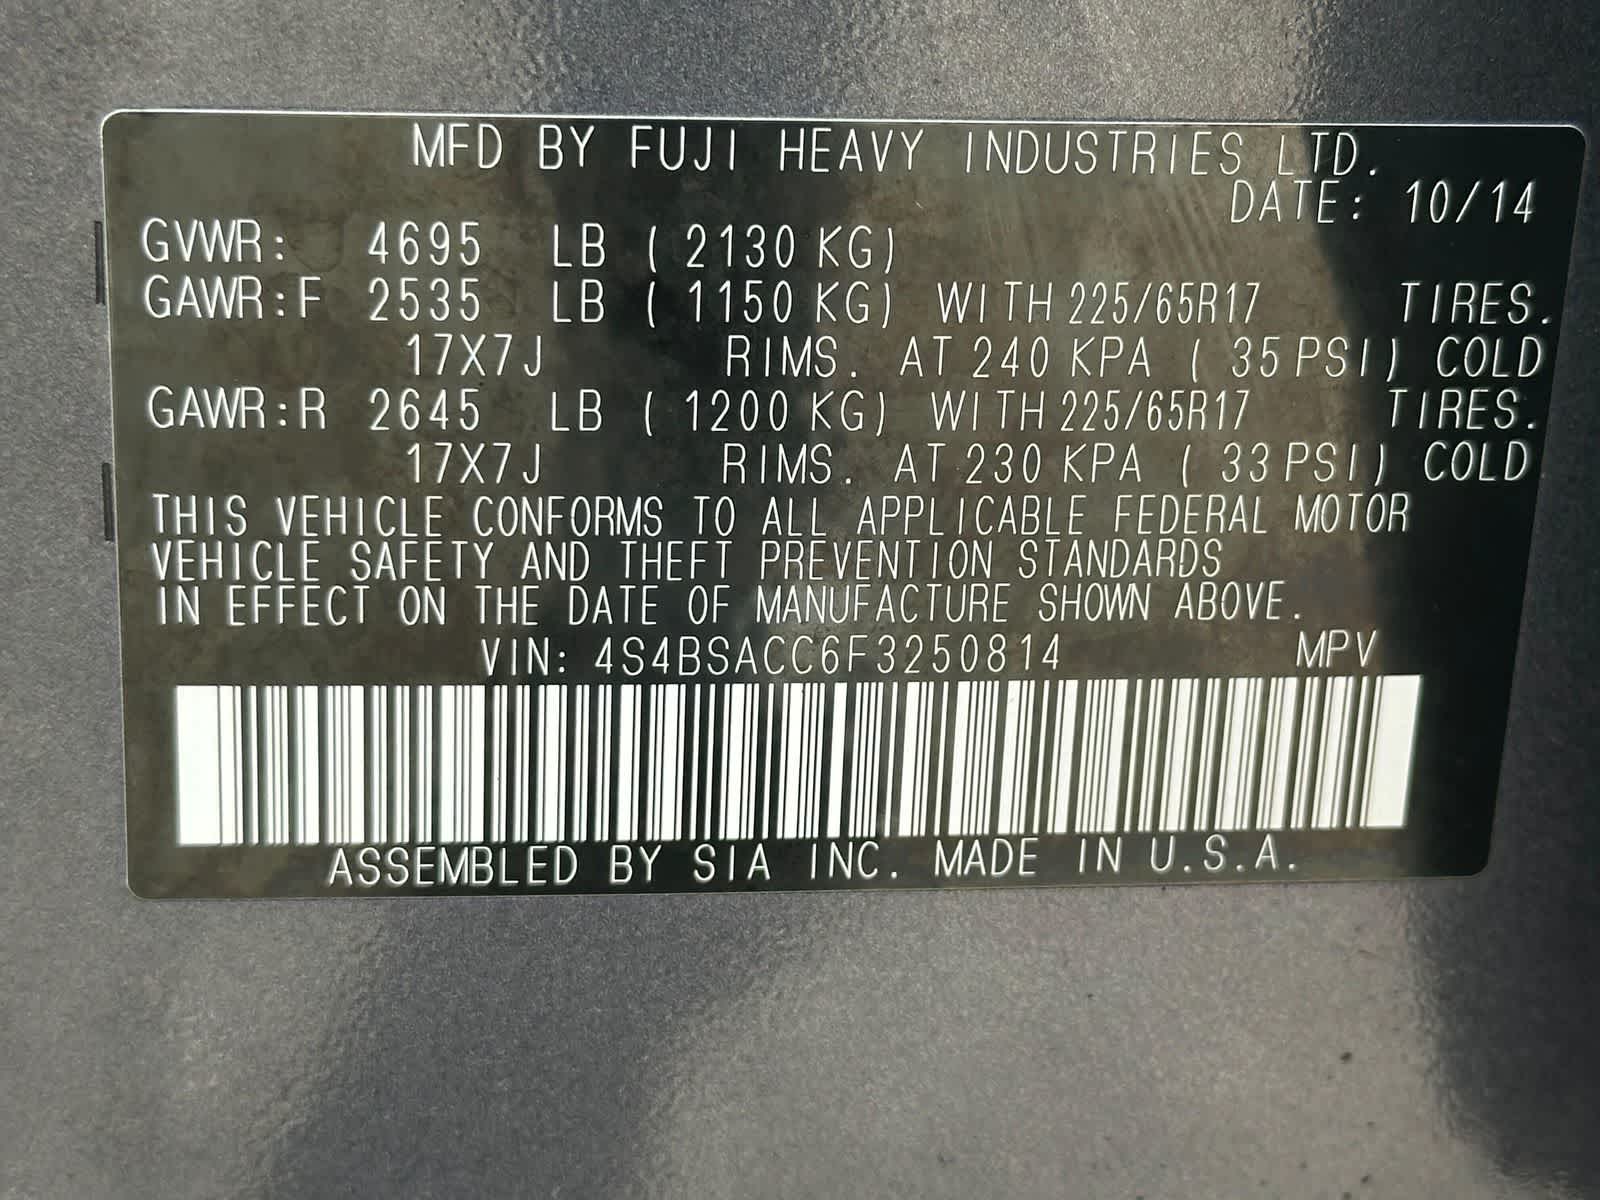 MFD BY FUJI HEAVY INDUSTRIES LTD.
DATE: 10/14
GVWR: 4695 LB ( 2130 KG)
GAWR:F 2535 LB ( 1150 KG) WITH 225/65R17 TIRES.
17X7J RIMS. AT 240 KPA ( 35 PSI) COLD
GAWR:R 2645 LB ( 1200 KG) WITH 225/65R17 TIRES.
17X7J RIMS. AT 230 KPA ( 33 PSI) COLD
THIS VEHICLE CONFORMS TO ALL APPLICABLE FEDERAL MOTOR
VEHICLE SAFETY AND THEFT PREVENTION STANDARDS
IN EFFECT ON THE DATE OF MANUFACTURE SHOWN ABOVE.
VIN: 4S4BSACC6F3250814 MPV
ASSEMBLED BY SIA INC. MADE IN U.S.A.